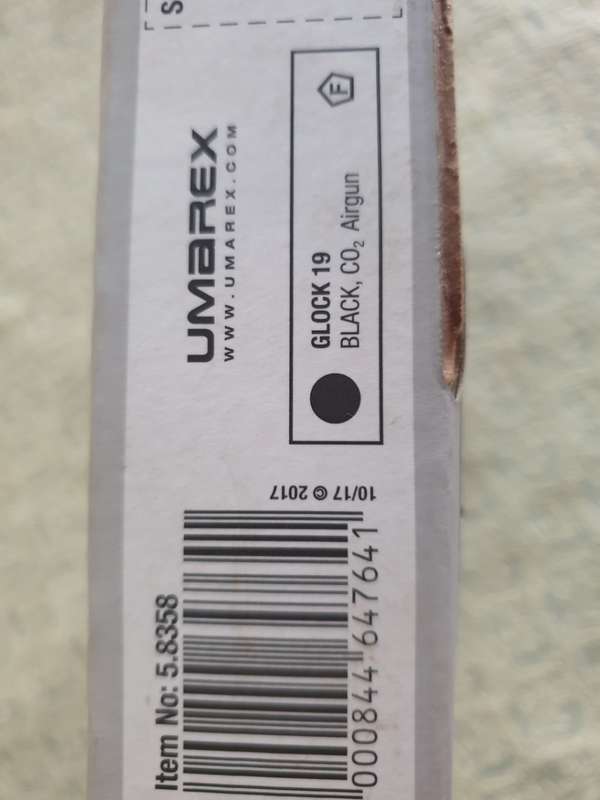 S
UMAREX
WWW.UMAREX.COM
F
GLOCK 19
BLACK, CO₂ Airgun
10/17 © 2017
Item No: 5.8358
000844 647641